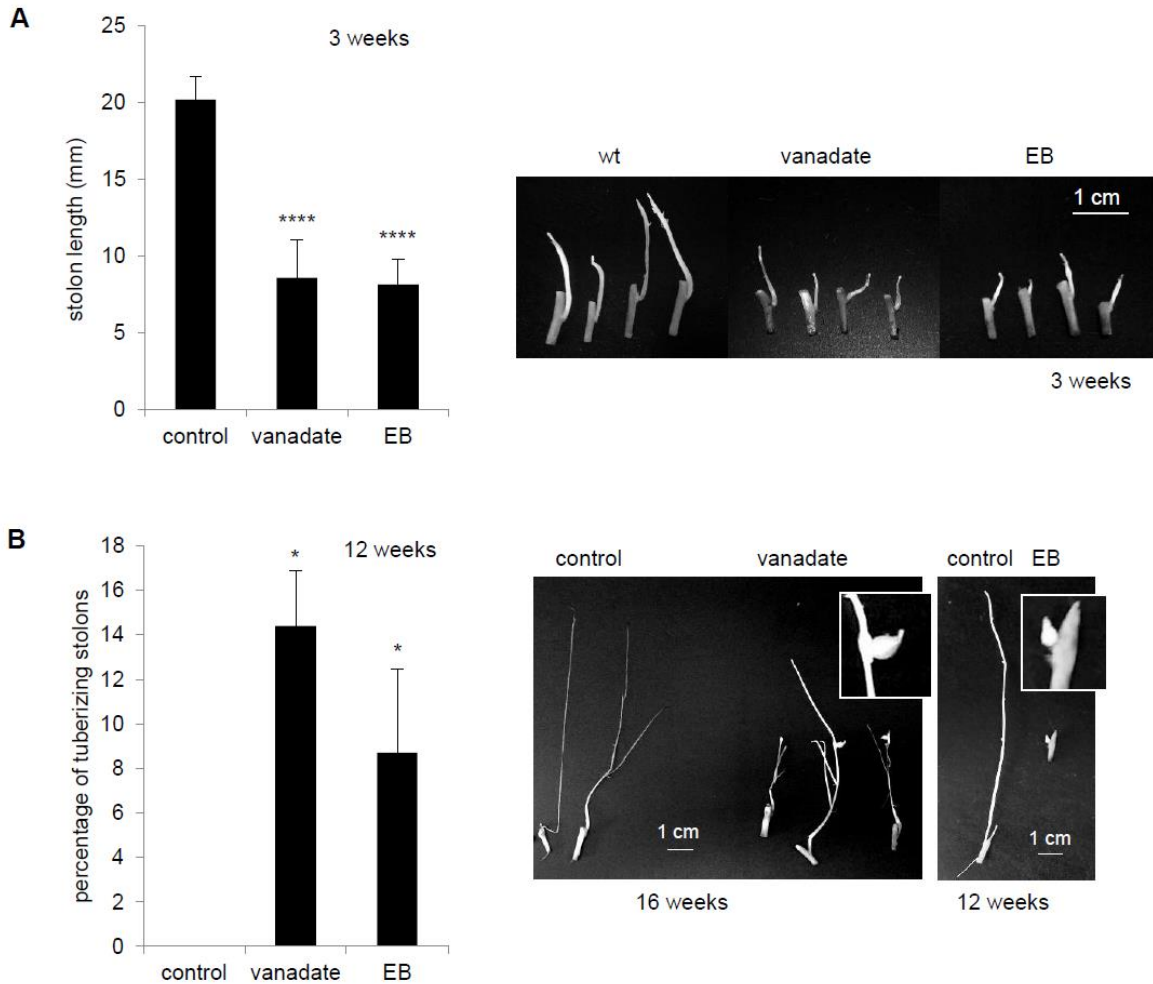 A
25
3 weeks
20
15
10
5
0
stolon length (mm)
****
****
control vanadate EB
wt vanadate EB
1 cm
3 weeks
B
18
12 weeks
16
14
12
10
8
6
4
2
0
percentage of tuberizing stolons
*
*
control vanadate EB
control vanadate
1 cm
16 weeks
control EB
1 cm
12 weeks